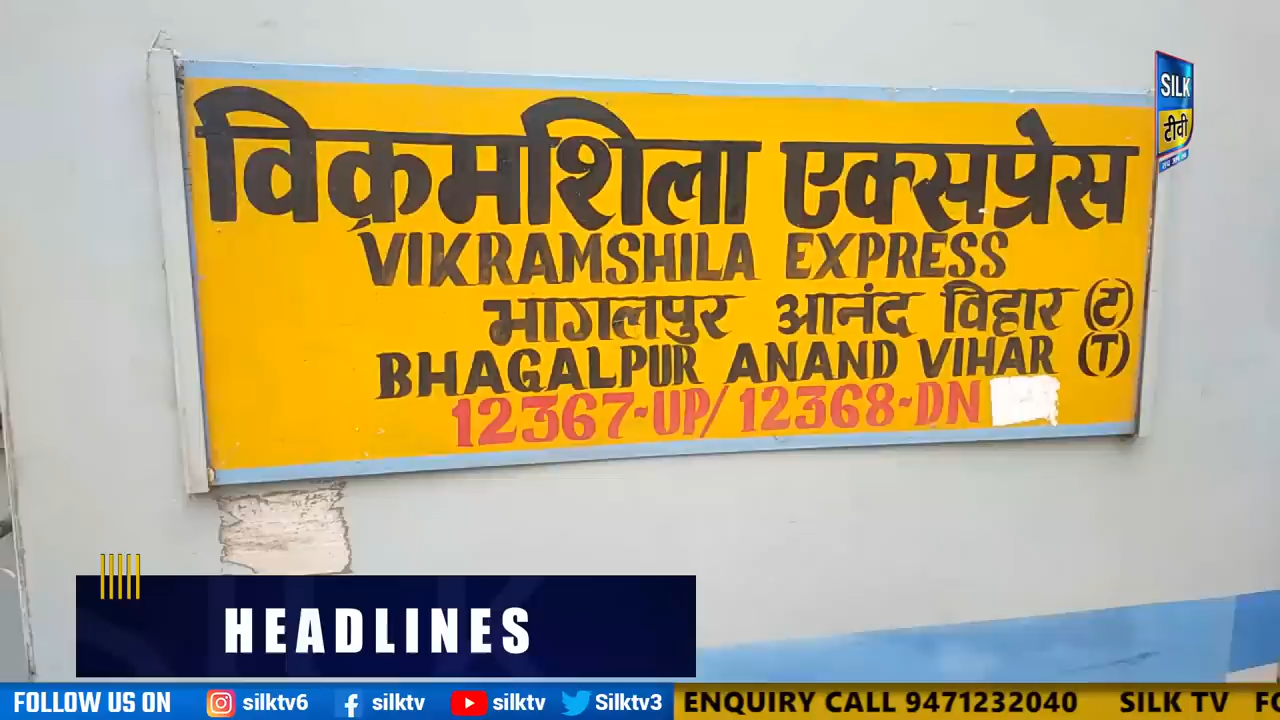 विक्रमशिला एक्सप्रेस
VIKRAMSHILA EXPRESS
भागलपुर आनंद विहार (ट)
BHAGALPUR ANAND VIHAR (T)
12367-UP/12368-DN
SILK
टीवी
HEADLINES
FOLLOW US ON silktv6 silktv silktv Silktv3 ENQUIRY CALL 9471232040 SILK TV